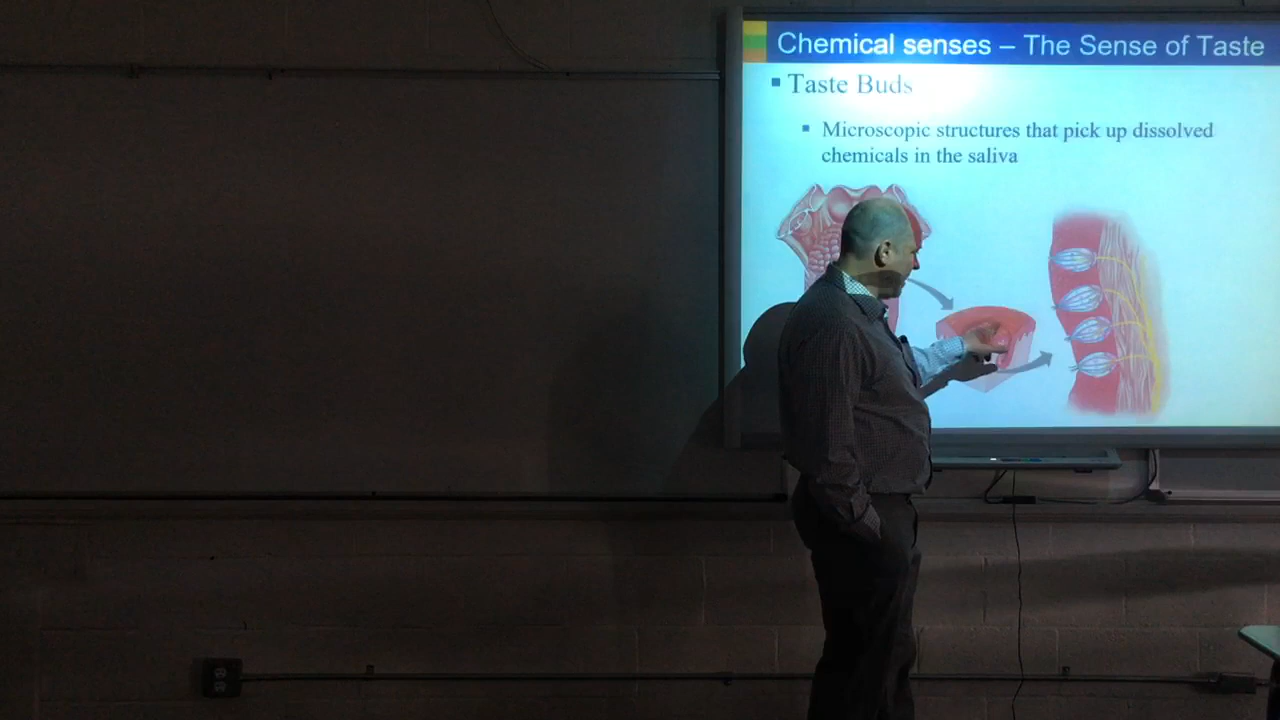 Chemical senses – The Sense of Taste
Taste Buds
Microscopic structures that pick up dissolved
chemicals in the saliva